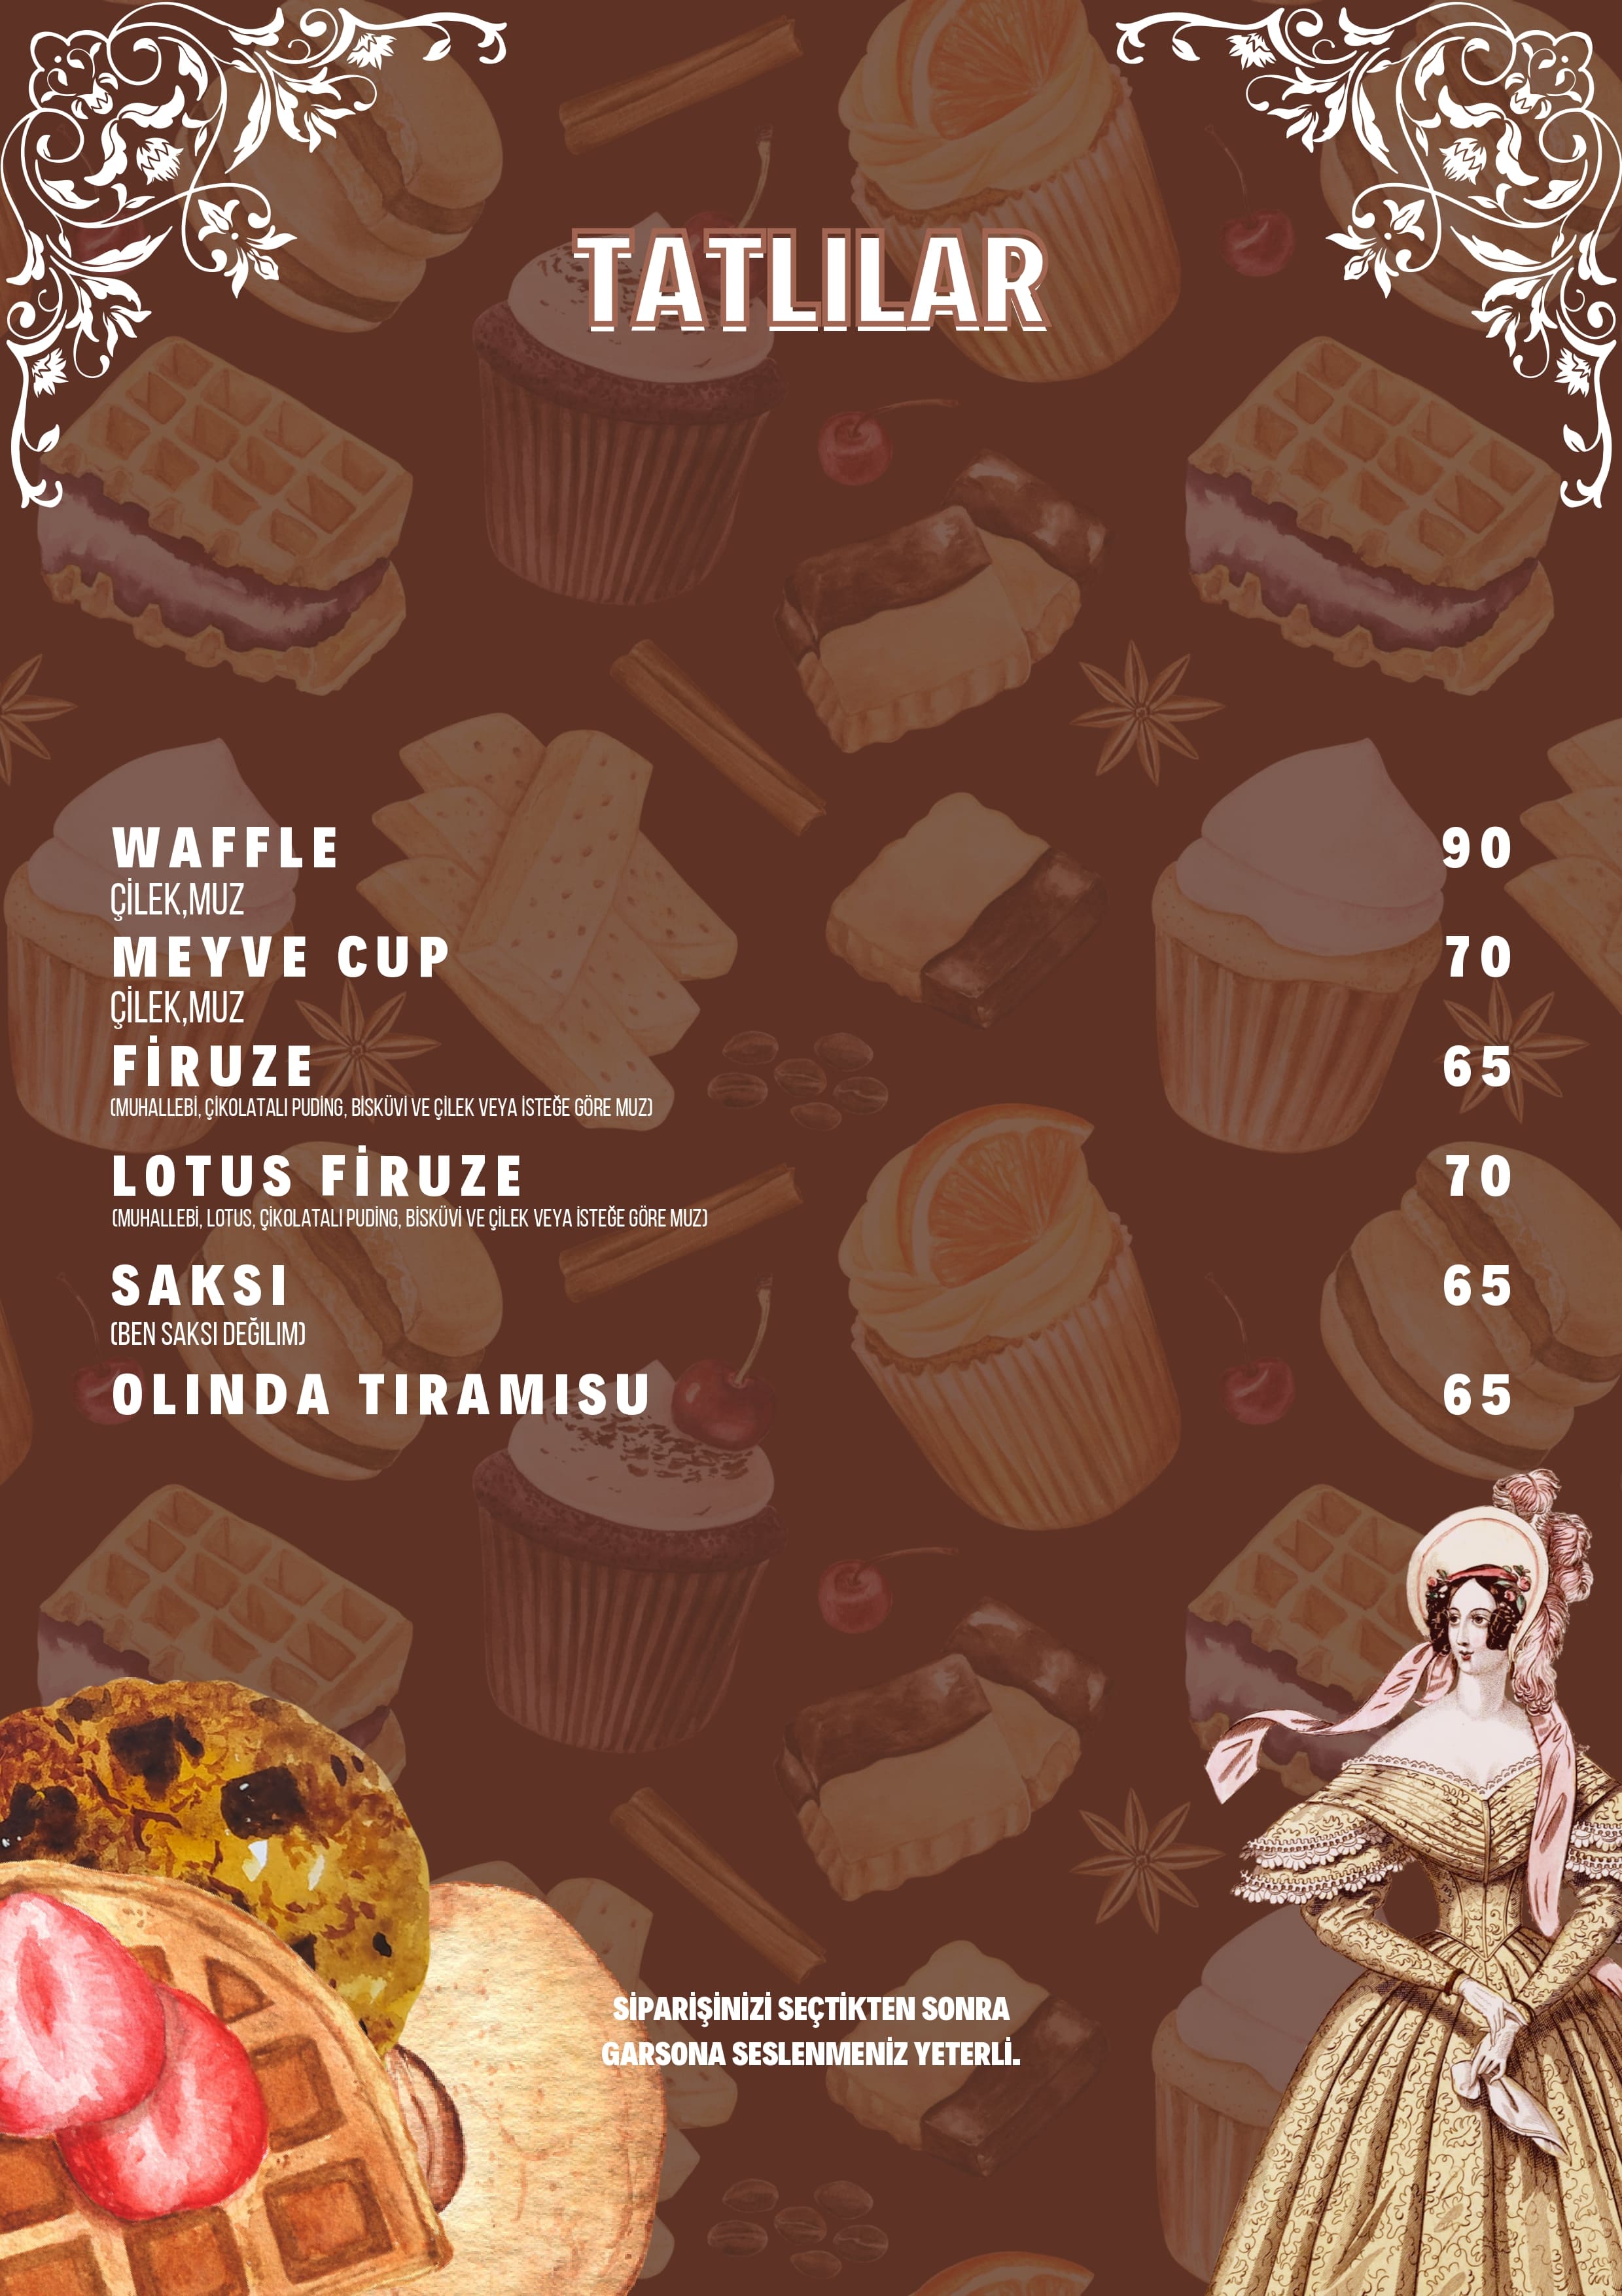 TATLILAR
WAFFLE 90
ÇİLEK,MUZ
MEYVE CUP 70
ÇİLEK,MUZ
FİRUZE 65
(MUHALLEBİ, ÇİKOLATALI PUDİNG, BİSKÜVİ VE ÇİLEK VEYA İSTEĞE GÖRE MUZ)
LOTUS FİRUZE 70
(MUHALLEBİ, LOTUS, ÇİKOLATALI PUDİNG, BİSKÜVİ VE ÇİLEK VEYA İSTEĞE GÖRE MUZ)
SAKSI 65
(BEN SAKSI DEĞILIM)
OLINDA TIRAMISU 65
SİPARİŞİNİZİ SEÇTİKTEN SONRA
GARSONA SESLENMENİZ YETERLİ.